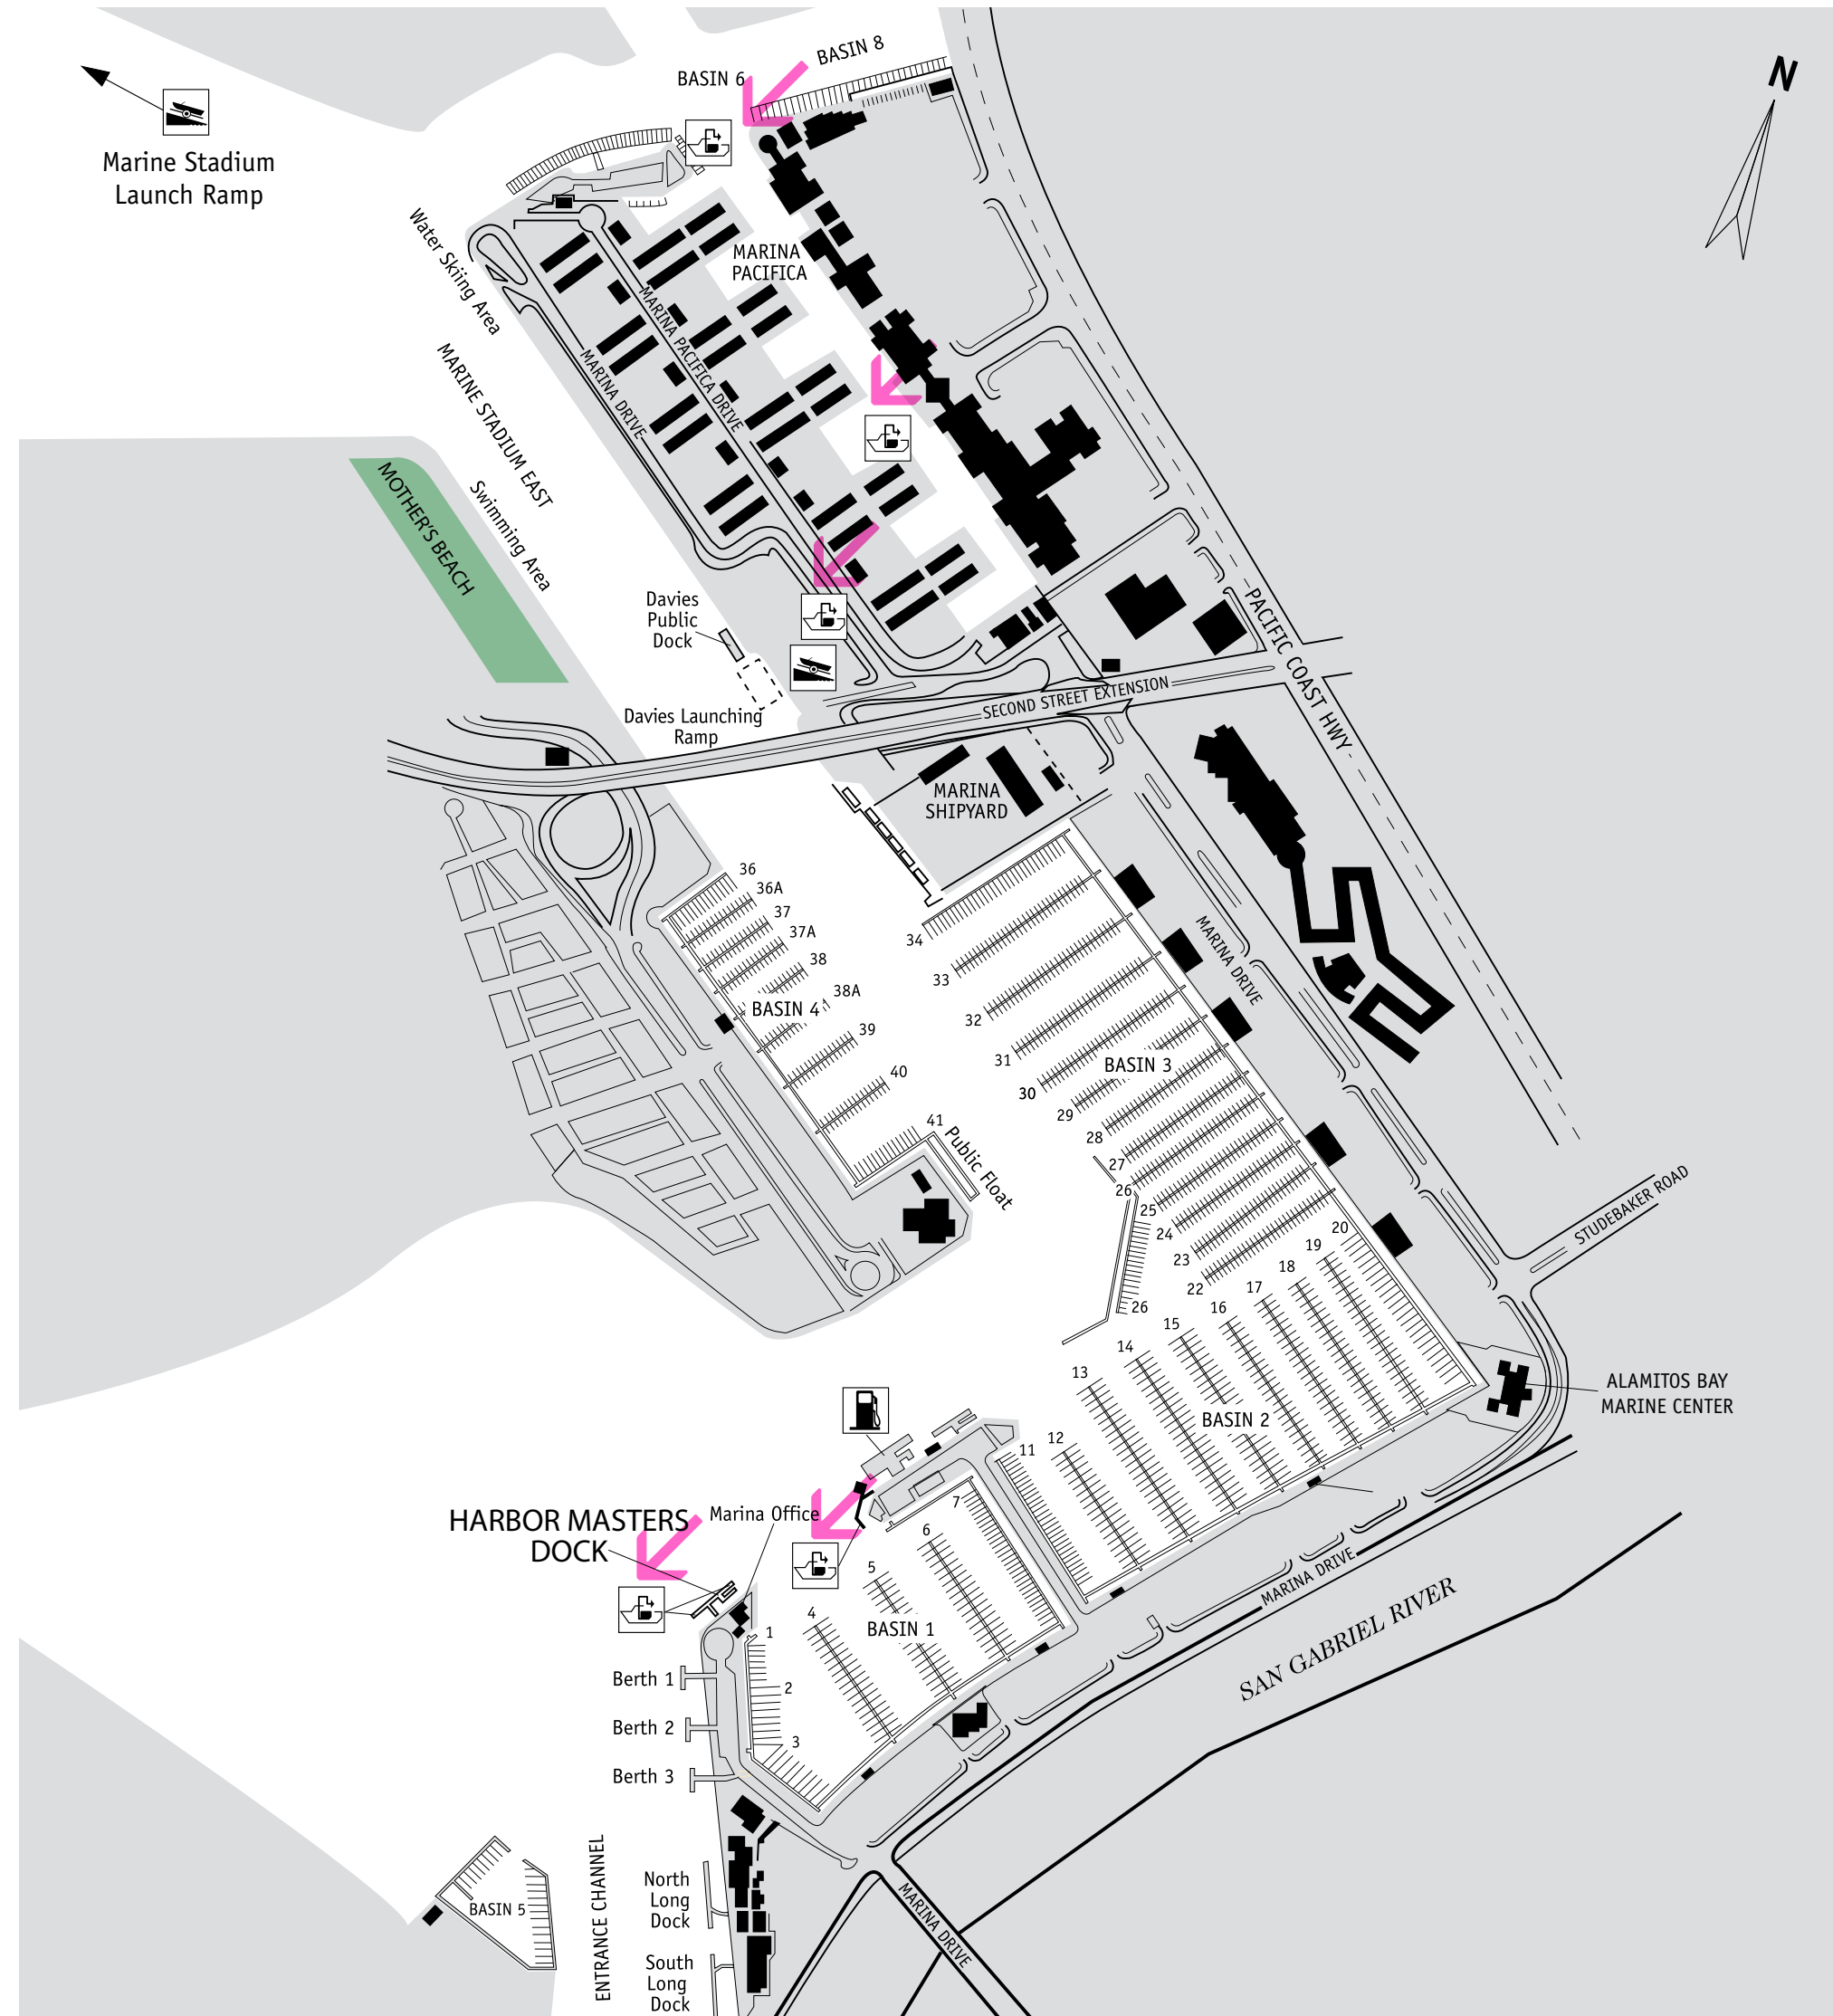 BASIN 8
BASIN 6
N
Marine Stadium
Launch Ramp
Water Skiing Area
MARINA
PACIFICA
MARINA PACIFICA DRIVE
MARINA DRIVE
MARINE STADIUM EAST
MOTHER'S BEACH
Swimming Area
Davies
Public
Dock
PACIFIC COAST HWY
SECOND STREET EXTENSION
Davies Launching
Ramp
MARINA
SHIPYARD
36
36A
37
37A
38
38A
39
40
41
BASIN 4
Public Float
34
33
32
31
30
29
28
27
26
25
24
23
22
BASIN 3
MARINA DRIVE
STUDEBAKER ROAD
20
19
18
17
16
15
14
13
12
11
26
BASIN 2
ALAMITOS BAY
MARINE CENTER
HARBOR MASTERS
DOCK
Marina Office
7
6
5
4
BASIN 1
1
2
3
MARINA DRIVE
SAN GABRIEL RIVER
Berth 1
Berth 2
Berth 3
ENTRANCE CHANNEL
BASIN 5
North
Long
Dock
MARINA DRIVE
South
Long
Dock